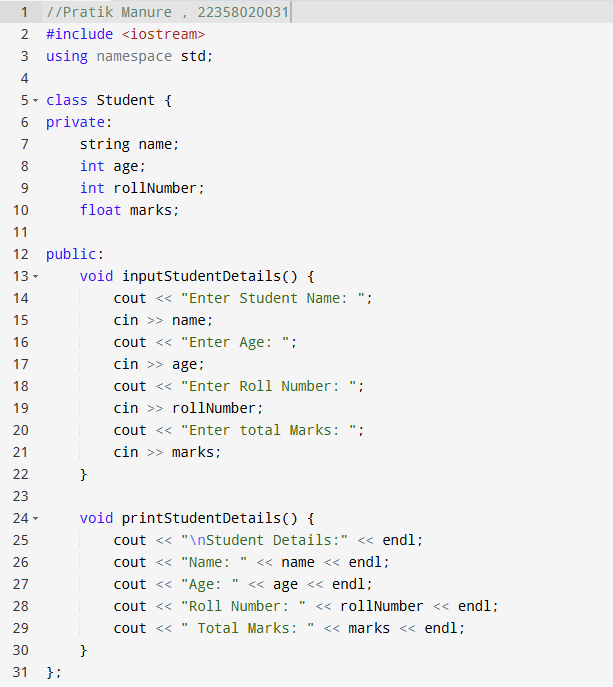 1 //Pratik Manure , 22358020031
2 #include <iostream>
3 using namespace std;
4
5 class Student {
6 private:
7     string name;
8     int age;
9     int rollNumber;
10     float marks;
11
12 public:
13     void inputStudentDetails() {
14         cout << "Enter Student Name: ";
15         cin >> name;
16         cout << "Enter Age: ";
17         cin >> age;
18         cout << "Enter Roll Number: ";
19         cin >> rollNumber;
20         cout << "Enter total Marks: ";
21         cin >> marks;
22     }
23
24     void printStudentDetails() {
25         cout << "\nStudent Details:" << endl;
26         cout << "Name: " << name << endl;
27         cout << "Age: " << age << endl;
28         cout << "Roll Number: " << rollNumber << endl;
29         cout << " Total Marks: " << marks << endl;
30     }
31 };